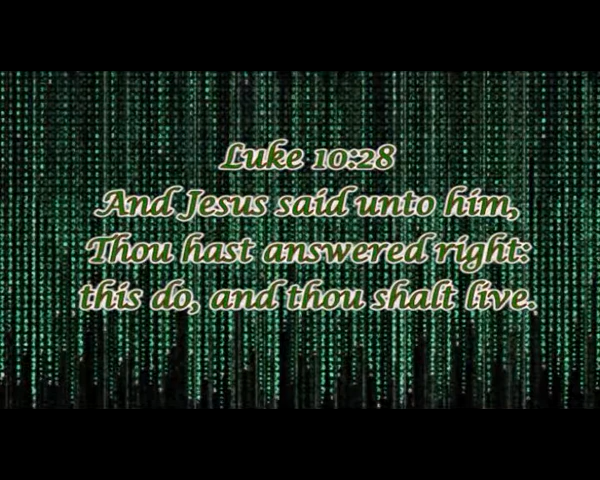 Luke 10:28
And Jesus said unto him,
Thou hast answered right:
this do, and thou shalt live.